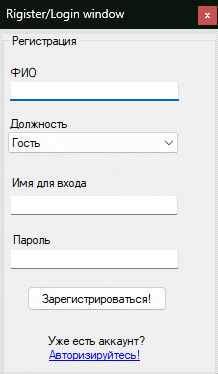 Rigister/Login window
x
Регистрация
ФИО
Должность
Гость
Имя для входа
Пароль
Зарегистрироваться!
Уже есть аккаунт?
Авторизируйтесь!